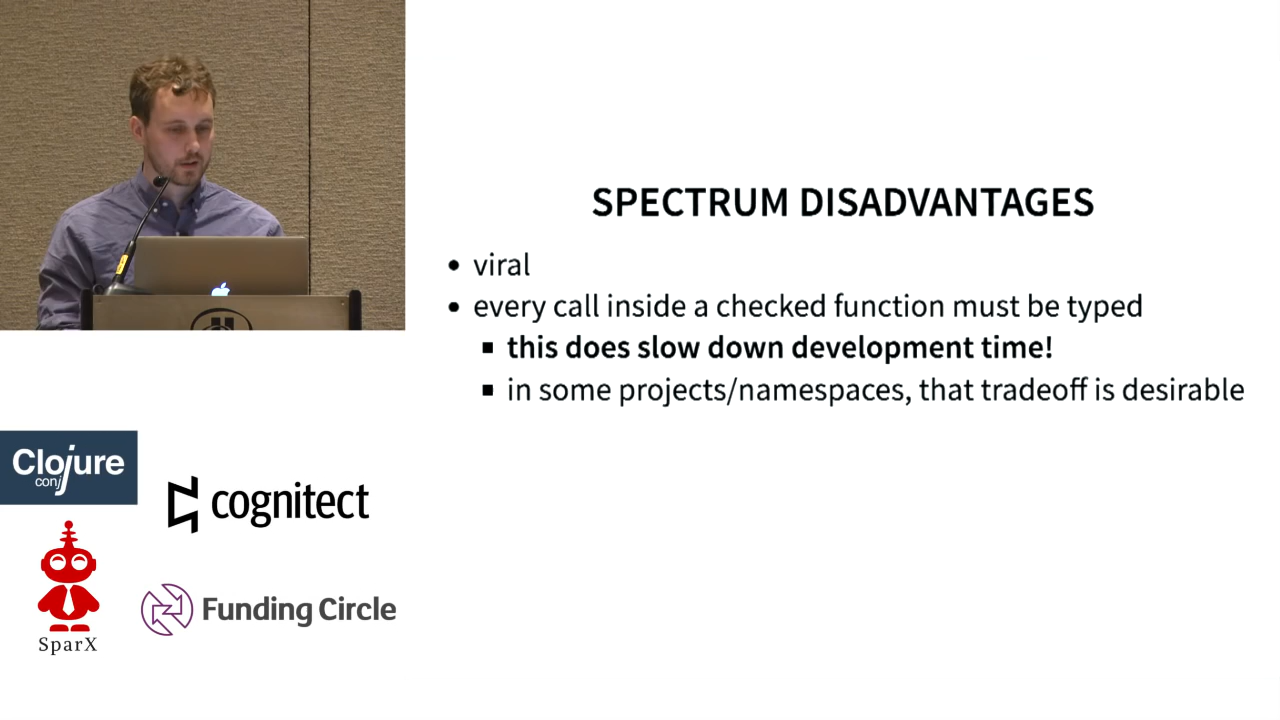 SPECTRUM DISADVANTAGES
viral
every call inside a checked function must be typed
this does slow down development time!
in some projects/namespaces, that tradeoff is desirable
Clojure
conj
cognitect
SparX
Funding Circle